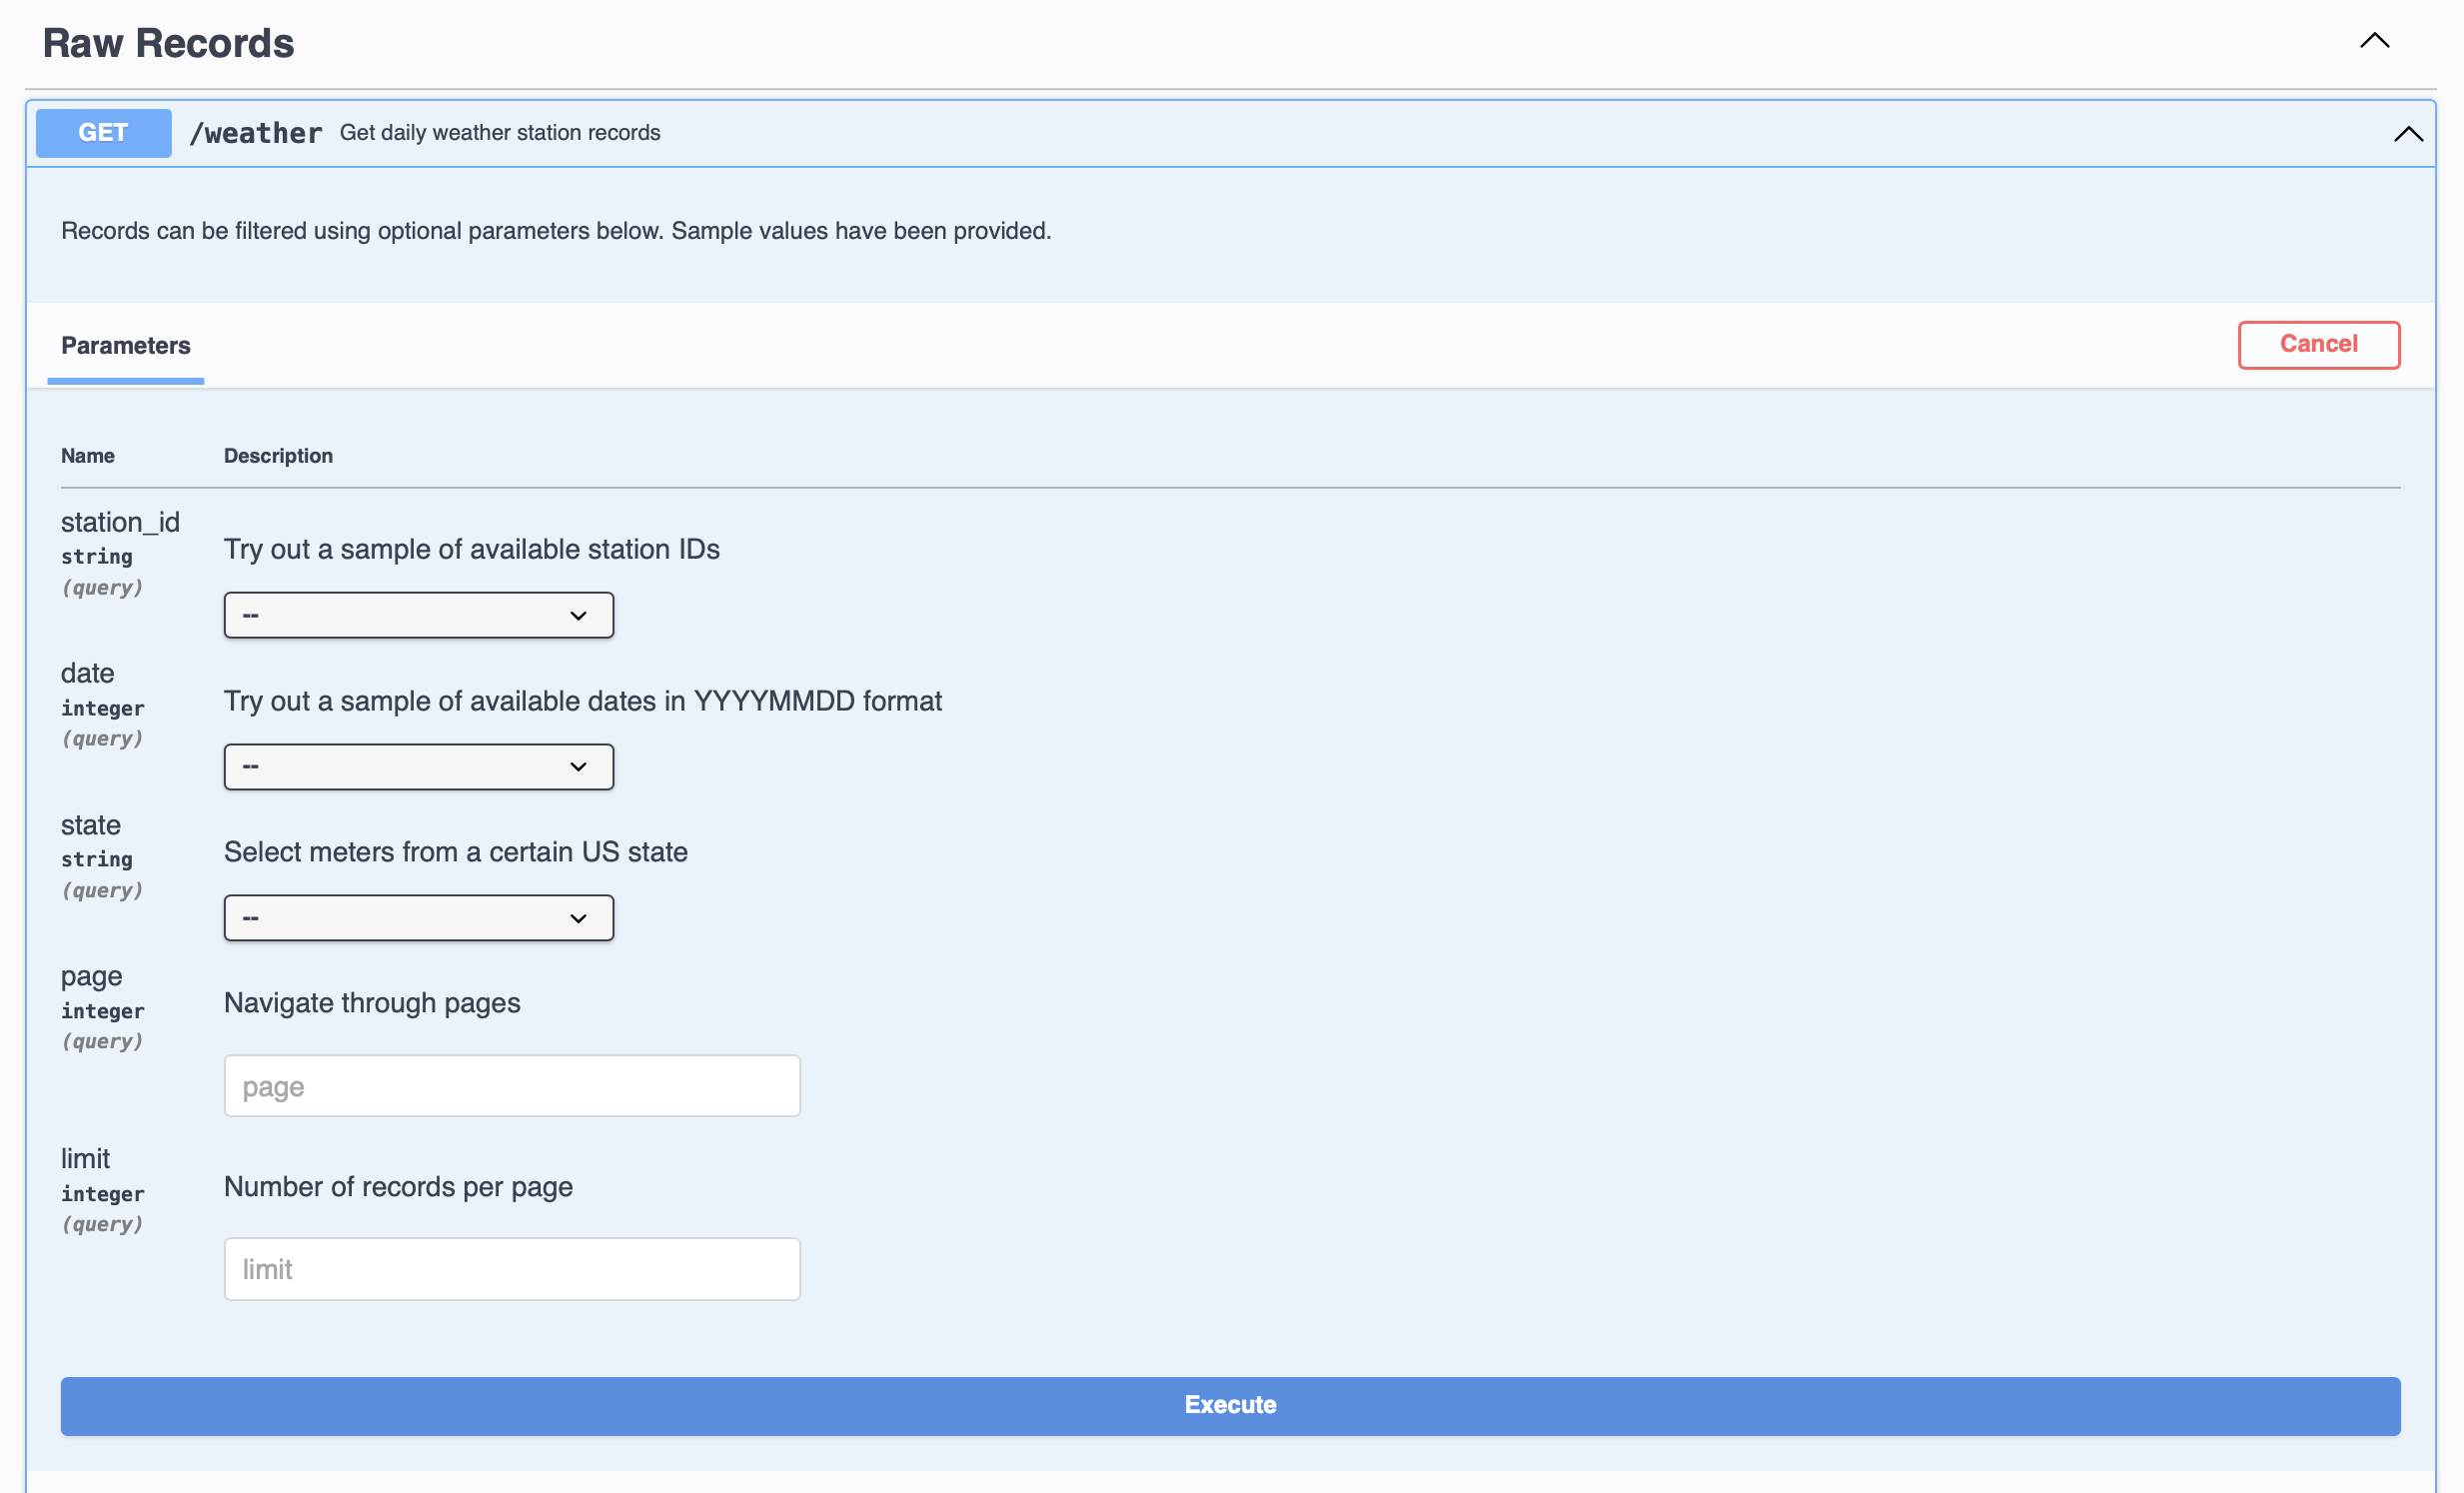 Raw Records
GET /weather Get daily weather station records
Records can be filtered using optional parameters below. Sample values have been provided.
Parameters
Cancel
Name Description
station_id
string
(query)
Try out a sample of available station IDs
--
date
integer
(query)
Try out a sample of available dates in YYYYMMDD format
--
state
string
(query)
Select meters from a certain US state
--
page
integer
(query)
Navigate through pages
page
limit
integer
(query)
Number of records per page
limit
Execute